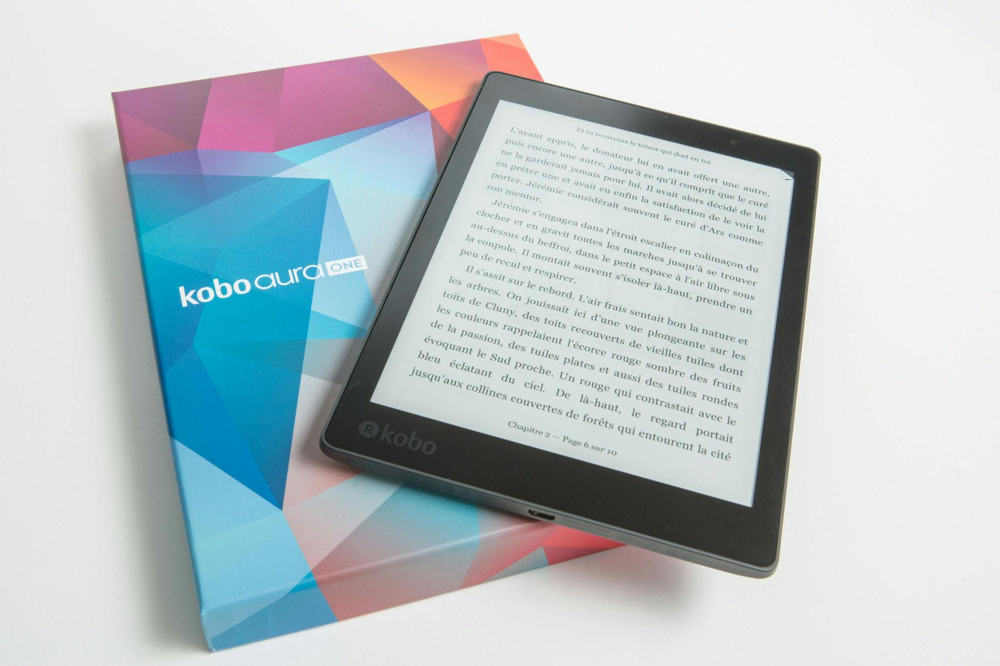 kobo aura ONE
Et tu trouveras le trésor qui dort en toi
L'ayant appris, le donateur lui en avait offert une autre,
puis encore une autre, jusqu'à ce qu'il comprît que le curé
ne la garderait jamais pour lui. Il avait alors décidé de lui
en prêter une et avait eu enfin la satisfaction de le voir la
porter. Jérémie considérait souvent le curé d'Ars comme
son mentor.
Jérémie s'engagea dans l'étroit escalier en colimaçon du
clocher et en gravit toutes les marches jusqu'à se trouver
au-dessus du beffroi, dans le petit espace à l'air libre sous
la coupole. Il montait souvent s'isoler là-haut, prendre un
peu de recul et respirer.
Il s'assit sur le rebord. L'air frais sentait bon la nature et
les arbres. On jouissait ici d'une vue plongeante sur les
toits de Cluny, des toits recouverts de vieilles tuiles dont
les couleurs rappelaient l'écorce rouge sombre des fruits
de la passion, des tuiles plates et aussi des tuiles rondes
évoquant le Sud proche. Un rouge qui contrastait avec le
bleu éclatant du ciel. De là-haut, le regard portait
jusqu'aux collines couvertes de forêts qui entourent la cité
Chapitre 2 — Page 6 sur 10
R kobo